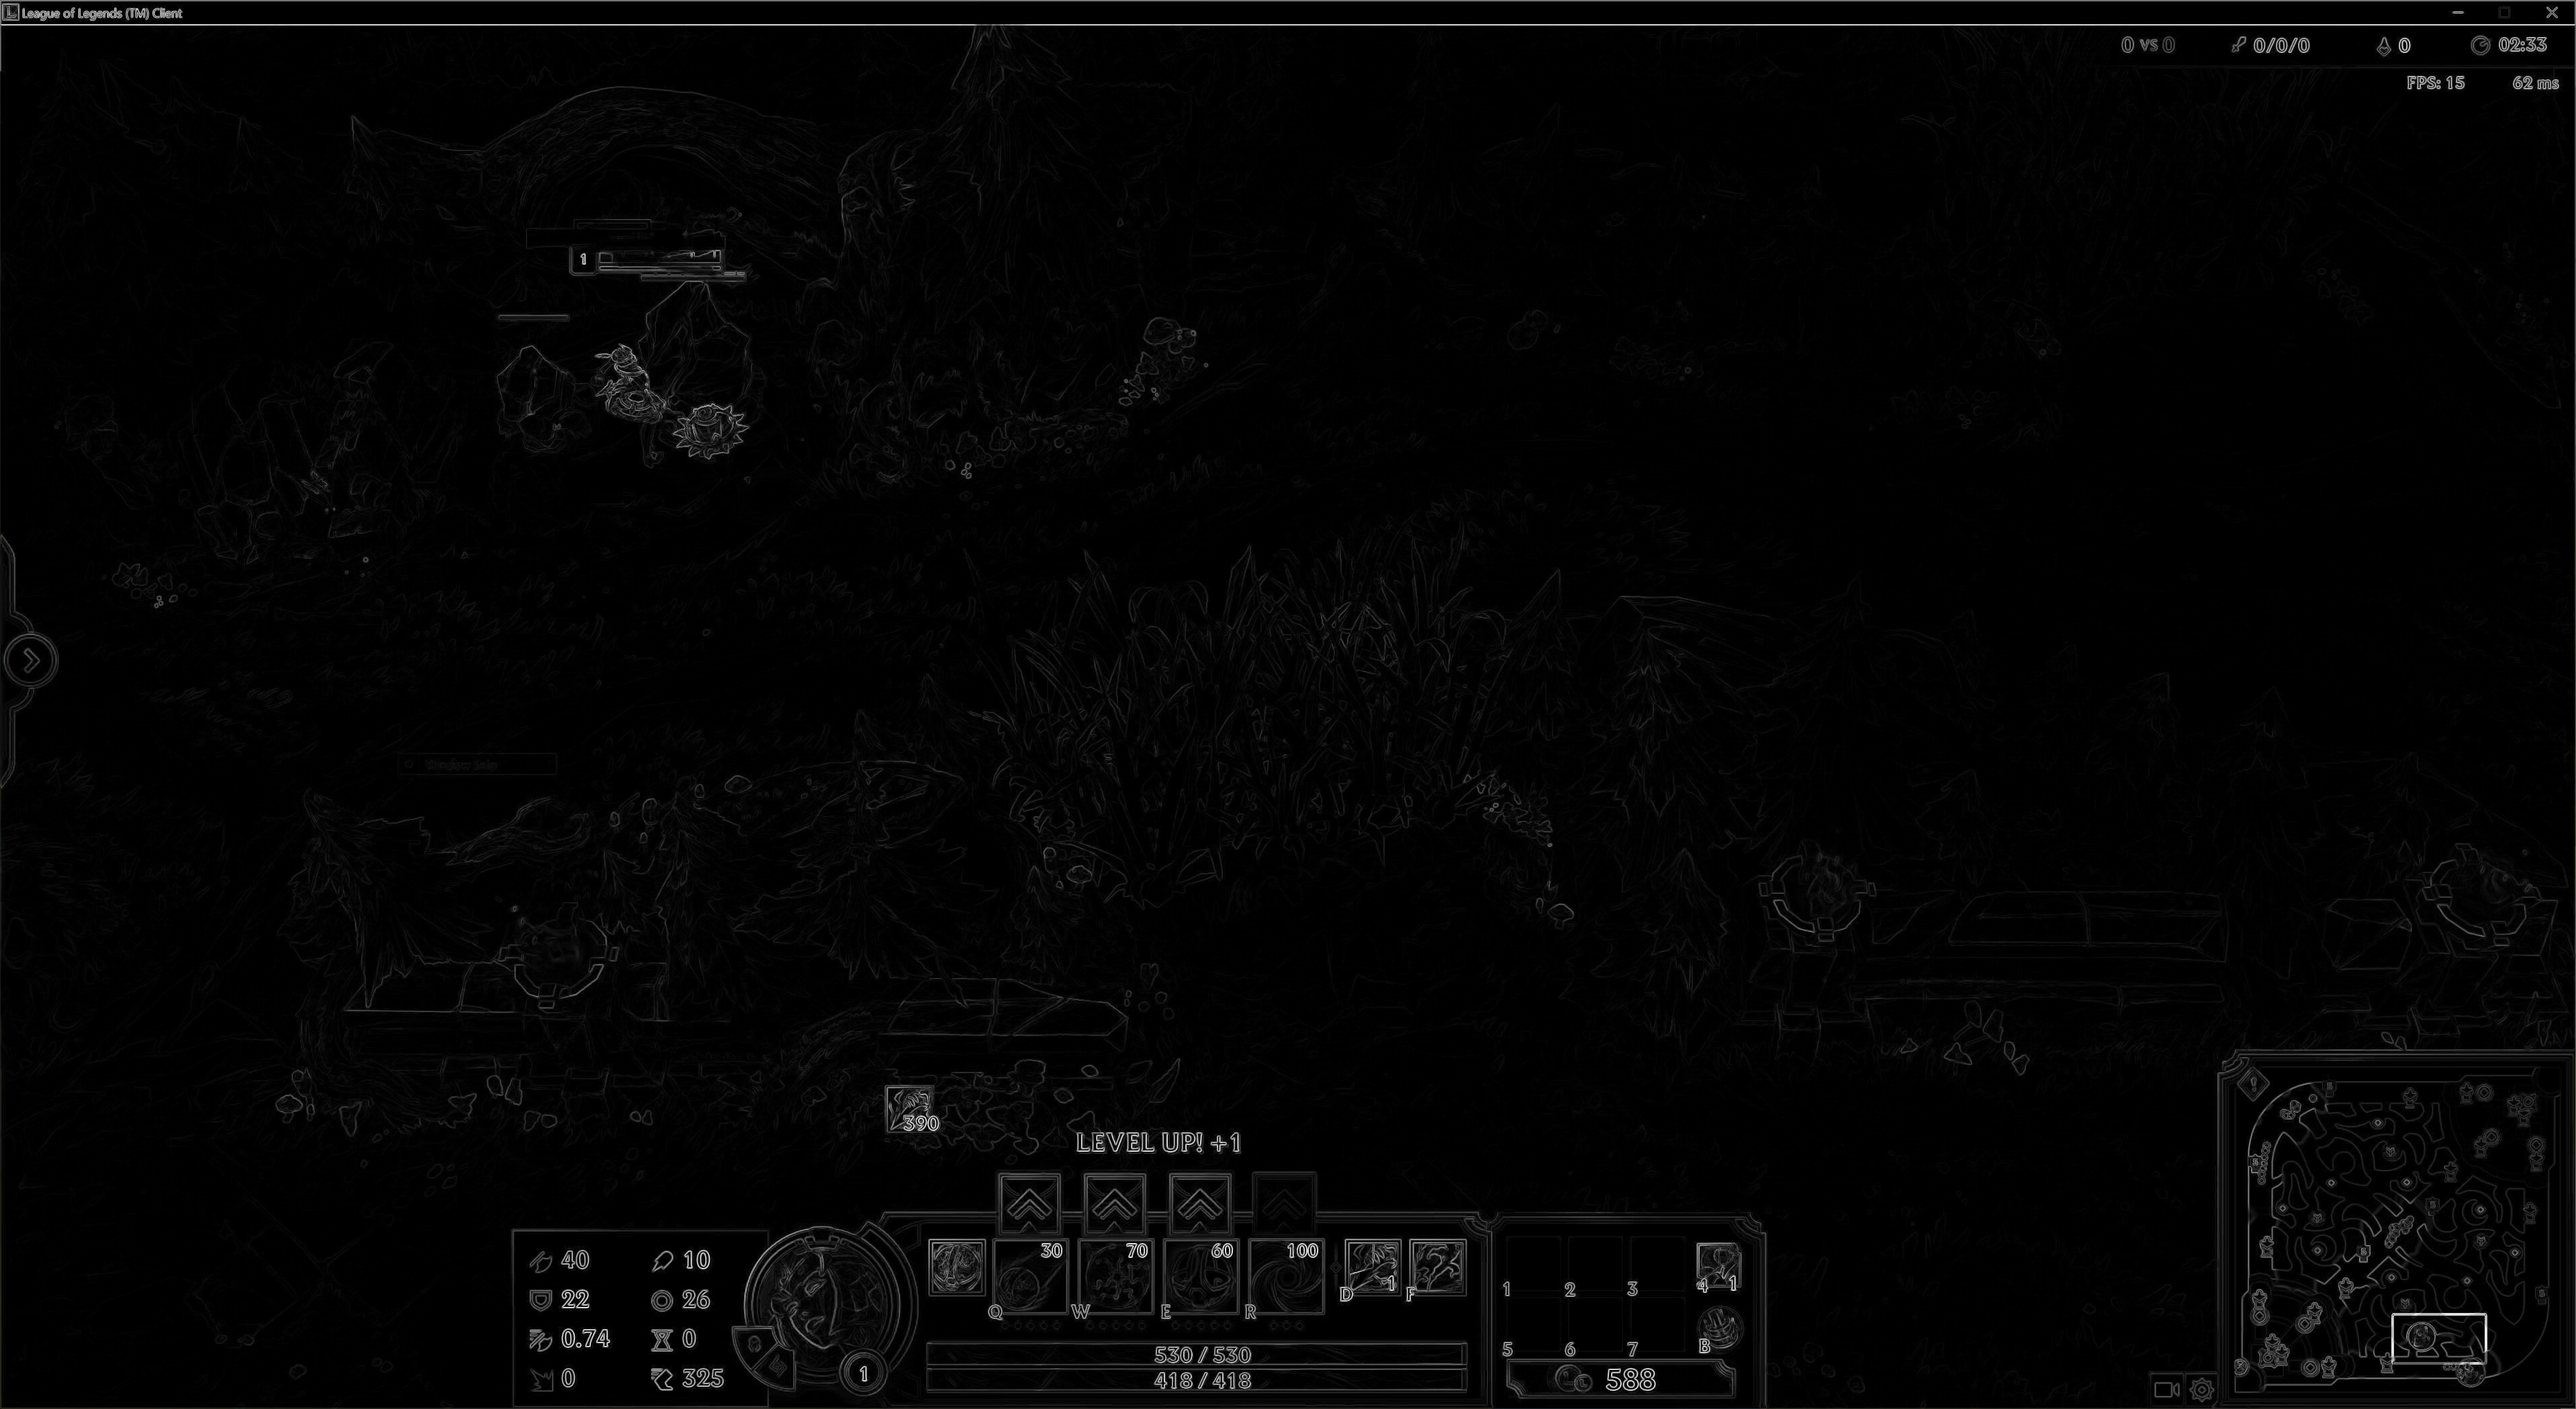 League of Legends (TM) Client
0 VS 0 0/0/0 0 02:33
FPS: 15 62 ms
1
390
LEVEL UP! +1
30 70 60 100
Q W E R
1 D F
40 10
22 26
0.74 0
0 325
1
530 / 530
418 / 418
1 2 3 4 1
5 6 7 B
588